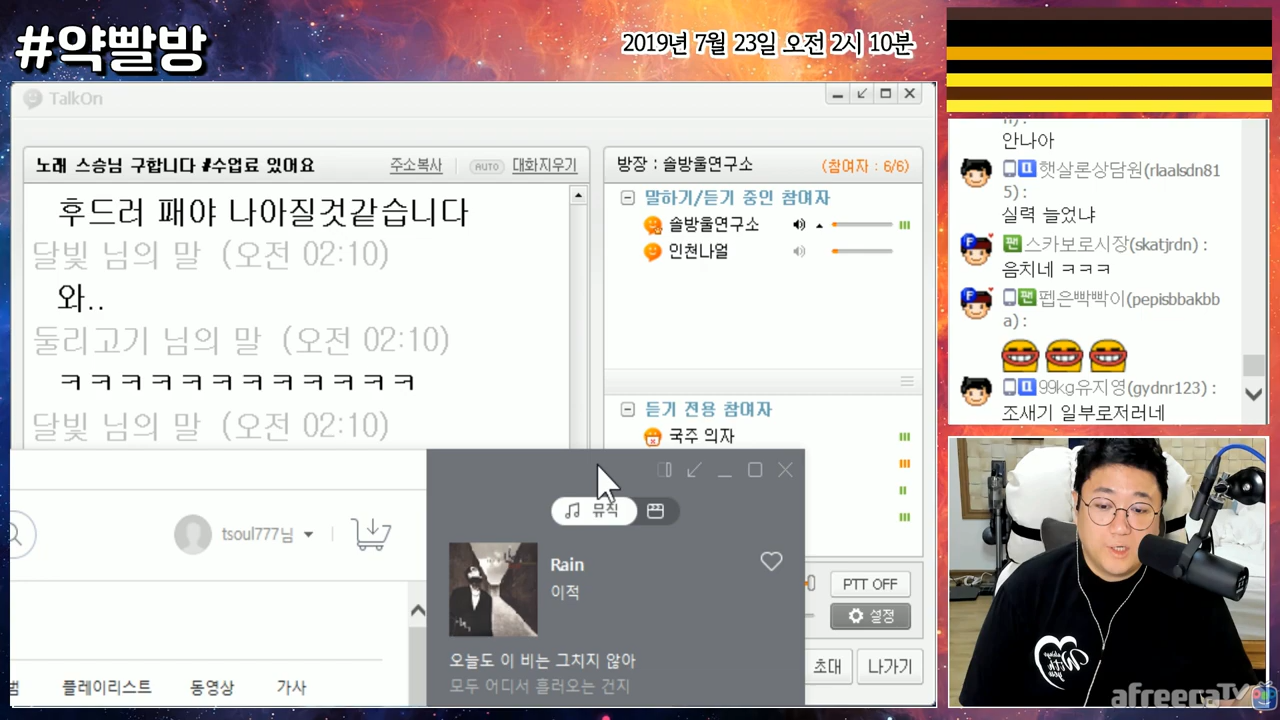 #약빨방
2019년 7월 23일 오전 2시 10분
TalkOn
노래 스승님 구합니다 #수업료 있어요
주소복사
AUTO
대화지우기
후드러 패야 나아질것같습니다
달빛 님의 말 (오전 02:10)
와..
둘리고기 님의 말 (오전 02:10)
ㅋㅋㅋㅋㅋㅋㅋㅋㅋㅋㅋㅋ
달빛 님의 말 (오전 02:10)
방장 : 솔방울연구소
(참여자 : 6/6)
말하기/듣기 중인 참여자
솔방울연구소
인천나얼
듣기 전용 참여자
국주 의자
PTT OFF
설정
초대
나가기
tsoul777님
플레이리스트
동영상
가사
뮤직
Rain
이적
오늘도 이 비는 그치지 않아
모두 어디서 흘러오는 건지
안나아
햇살론상담원(rlaalsdn81
5) :
실력 늘었냐
팬 스카보로시장(skatjrdn) :
음치네 ㅋㅋㅋ
팬 펩은빡빡이(pepisbbakbb
a) :
99kg유지영(gydnr123) :
조새기 일부로저러네
With you
afreecaTV